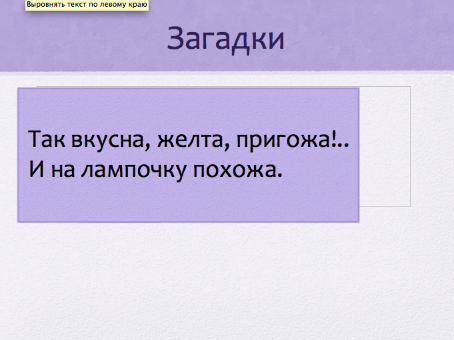 Выровнять текст по левому краю
Загадки
Так вкусна, желта, пригожа!..
И на лампочку похожа.